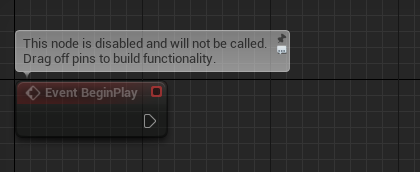 This node is disabled and will not be called.
Drag off pins to build functionality.
Event BeginPlay